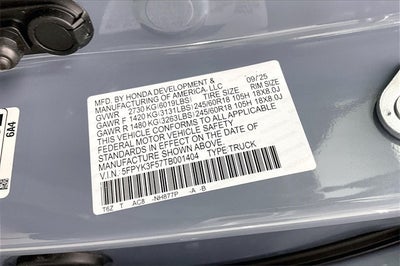 MFD. BY HONDA DEVELOPMENT & 09/25
MANUFACTURING OF AMERICA, LLC
GVWR 2730 KG(6019LBS) TIRE SIZE RIM SIZE
GAWR F 1420 KG(3131LBS)245/60R18 105H 18X8.0J
GAWR R 1480 KG(3263LBS)245/60R18 105H 18X8.0J
THIS VEHICLE CONFORMS TO ALL APPLICABLE
FEDERAL MOTOR VEHICLE SAFETY
STANDARDS IN EFFECT ON THE DATE OF
MANUFACTURE SHOWN ABOVE.
V.I.N.: 5FPYK3F57TB001404 TYPE:TRUCK
T6Z T AC8 -NH877P -A -B